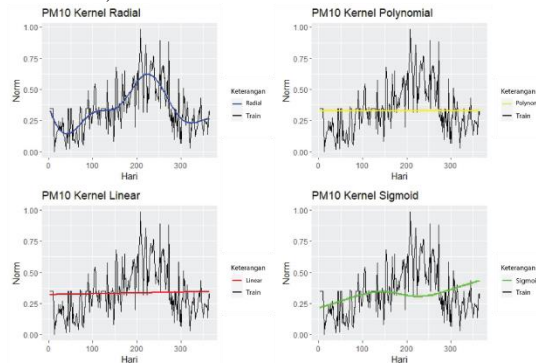 PM10 Kernel Radial
1.00
0.75
0.50
0.25
0.00
Norm
0
100
200
300
Hari
Keterangan
Radial
Train
PM10 Kernel Polynomial
1.00
0.75
0.50
0.25
0.00
Norm
0
100
200
300
Hari
Keterangan
Polynom
Train
PM10 Kernel Linear
1.00
0.75
0.50
0.25
0.00
Norm
0
100
200
300
Hari
Keterangan
Linear
Train
PM10 Kernel Sigmoid
1.00
0.75
0.50
0.25
0.00
Norm
0
100
200
300
Hari
Keterangan
Sigmoid
Train